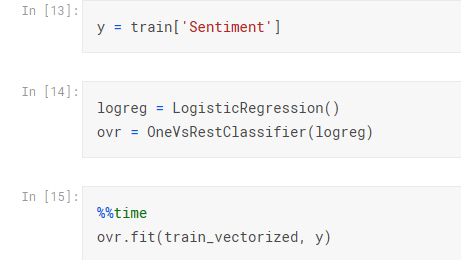 In [13]:
y = train['Sentiment']
In [14]:
logreg = LogisticRegression()
ovr = OneVsRestClassifier(logreg)
In [15]:
%%time
ovr.fit(train_vectorized, y)